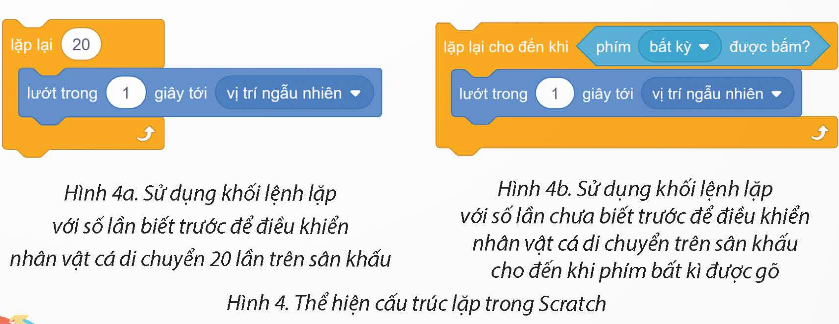 lặp lại 20
lướt trong 1 giây tới vị trí ngẫu nhiên
Hình 4a. Sử dụng khối lệnh lặp
với số lần biết trước để điều khiển
nhân vật cá di chuyển 20 lần trên sân khấu
lặp lại cho đến khi phím bất kỳ được bấm?
lướt trong 1 giây tới vị trí ngẫu nhiên
Hình 4b. Sử dụng khối lệnh lặp
với số lần chưa biết trước để điều khiển
nhân vật cá di chuyển trên sân khấu
cho đến khi phím bất kì được gõ
Hình 4. Thể hiện cấu trúc lặp trong Scratch